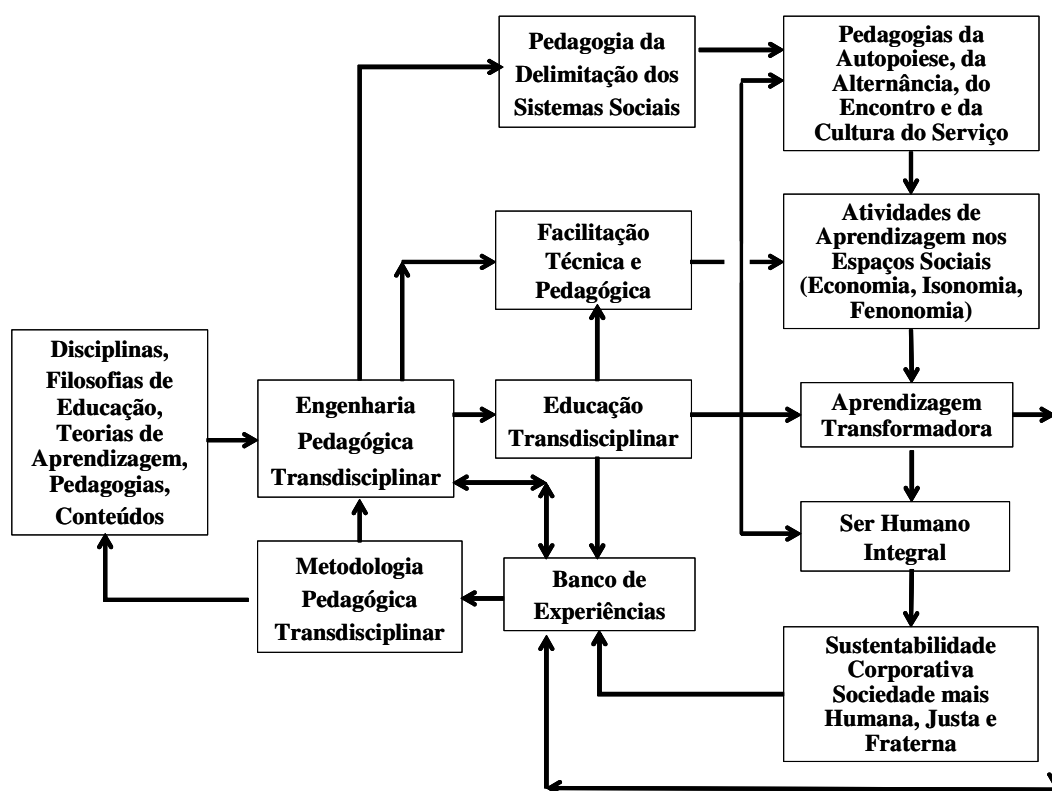 Pedagogia da
Delimitação dos
Sistemas Sociais
Pedagogias da
Autopoiese, da
Alternância, do
Encontro e da
Cultura do Serviço
Facilitação
Técnica e
Pedagógica
Atividades de
Aprendizagem nos
Espaços Sociais
(Economia, Isonomia,
Fenonomia)
Disciplinas,
Filosofias de
Educação,
Teorias de
Aprendizagem,
Pedagogias,
Conteúdos
Engenharia
Pedagógica
Transdisciplinar
Educação
Transdisciplinar
Aprendizagem
Transformadora
Ser Humano
Integral
Metodologia
Pedagógica
Transdisciplinar
Banco de
Experiências
Sustentabilidade
Corporativa
Sociedade mais
Humana, Justa e
Fraterna